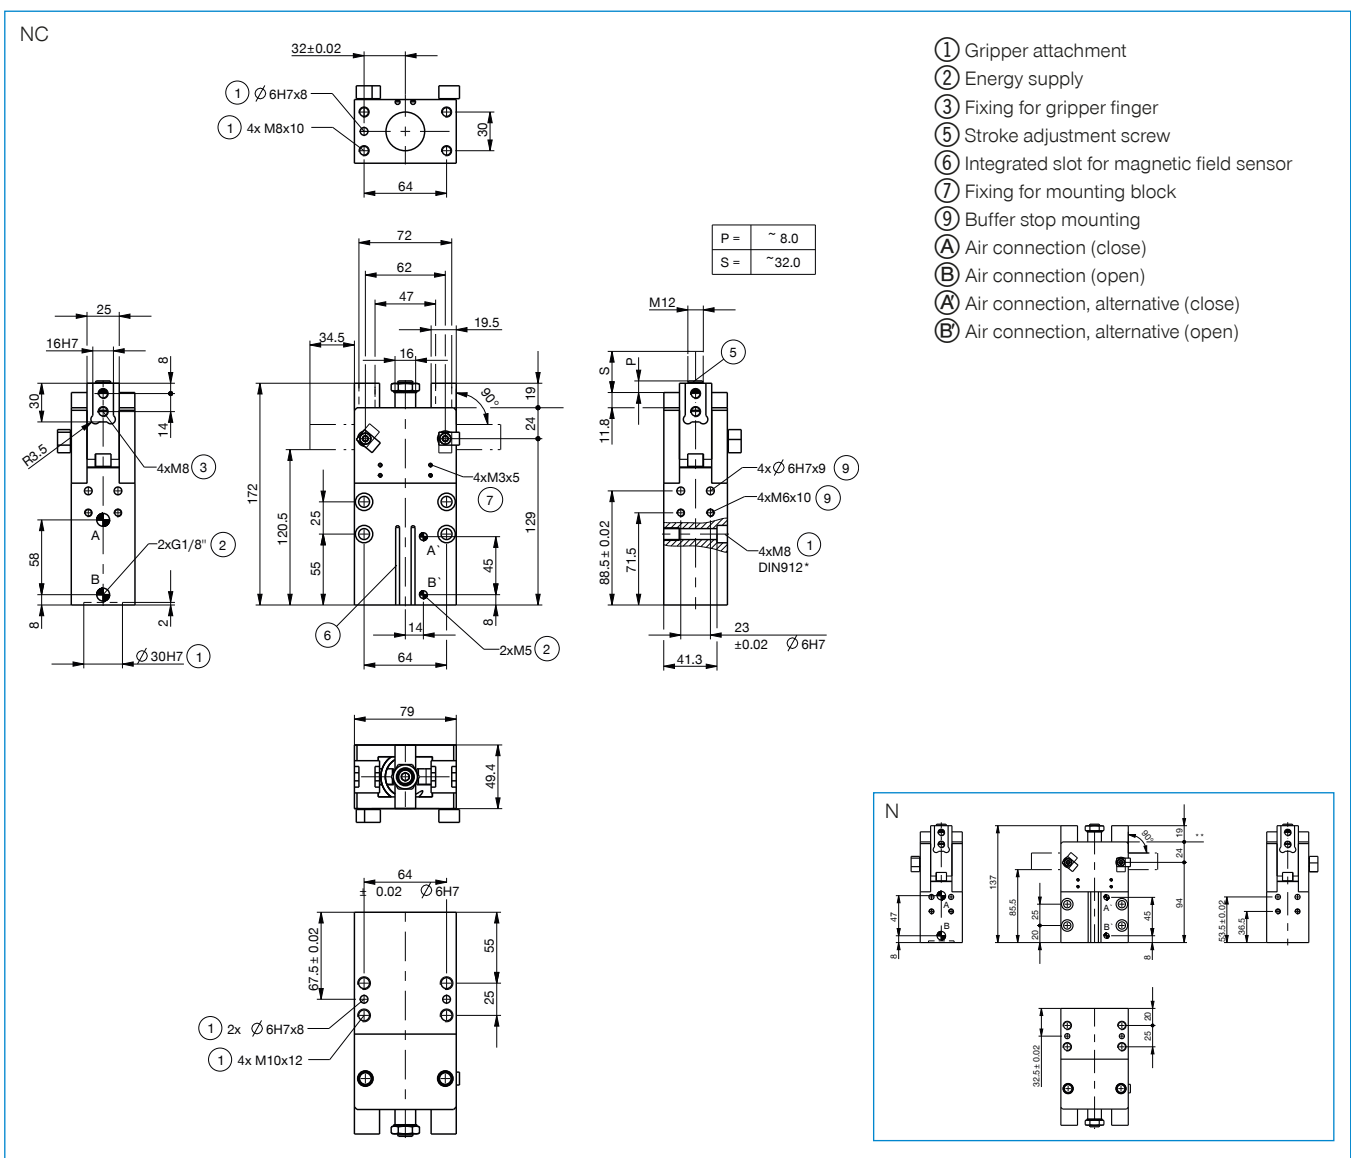 NC
① Gripper attachment
② Energy supply
③ Fixing for gripper finger
⑤ Stroke adjustment screw
⑥ Integrated slot for magnetic field sensor
⑦ Fixing for mounting block
⑨ Buffer stop mounting
Ⓐ Air connection (close)
Ⓑ Air connection (open)
A' Air connection, alternative (close)
B' Air connection, alternative (open)
32±0.02
① Ø 6H7x8
① 4x M8x10
30
64
P = ~ 8.0
S = ~32.0
72
62
47
19.5
34.5
16
90°
19
24
129
172
120.5
25
55
4xM3x5
⑦
A`
B`
45
8
14
64
⑥
2xM5 ②
25
16H7
8
30
14
R3.5
4xM8 ③
58
A
B
2xG1/8" ②
8
2
Ø 30H7 ①
M12
S
P
⑤
11.8
4x Ø 6H7x9 ⑨
4xM6x10 ⑨
88.5± 0.02
71.5
4xM8 ①
DIN912*
23
±0.02 Ø 6H7
41.3
79
49.4
64
± 0.02 Ø 6H7
67.5± 0.02
55
25
① 2x Ø 6H7x8
① 4x M10x12
N
47
8
A
B
137
85.5
25
20
90°
19
24
94
A`
B`
45
8
53.5±0.02
36.5
32.5±0.02
20
25